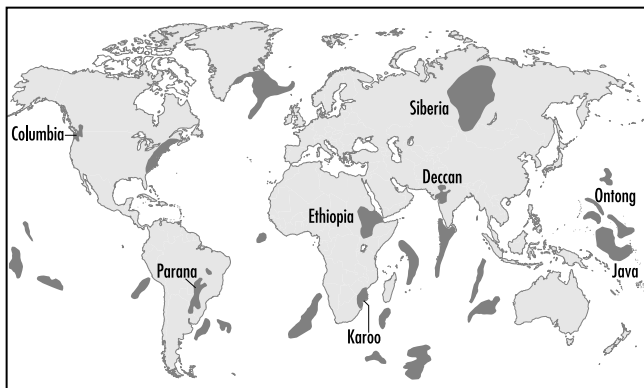 Siberia
Columbia
Deccan
Ontong
Ethiopia
Parana
Java
Karoo